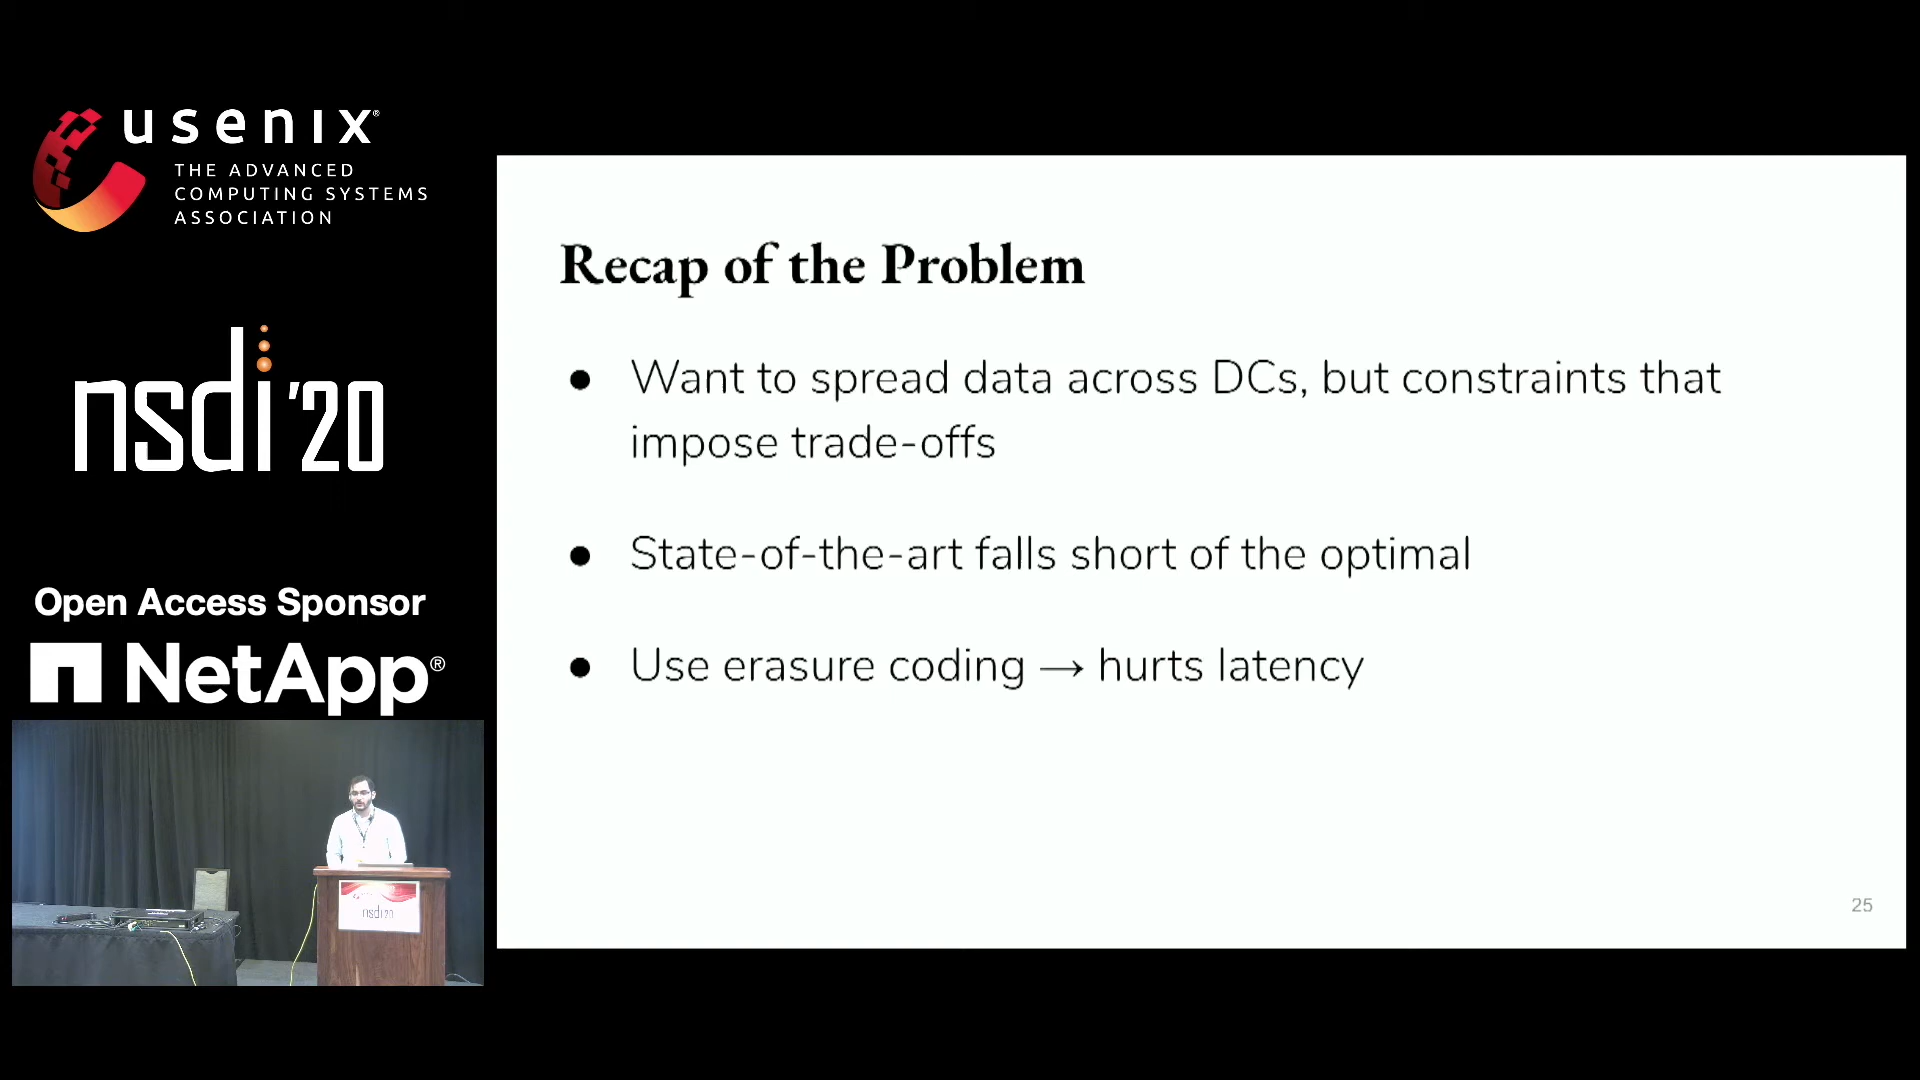 usenix®
THE ADVANCED
COMPUTING SYSTEMS
ASSOCIATION
nsdi '20
Open Access Sponsor
NetApp®
nsdi20
Recap of the Problem
● Want to spread data across DCs, but constraints that
impose trade-offs
● State-of-the-art falls short of the optimal
● Use erasure coding → hurts latency
25